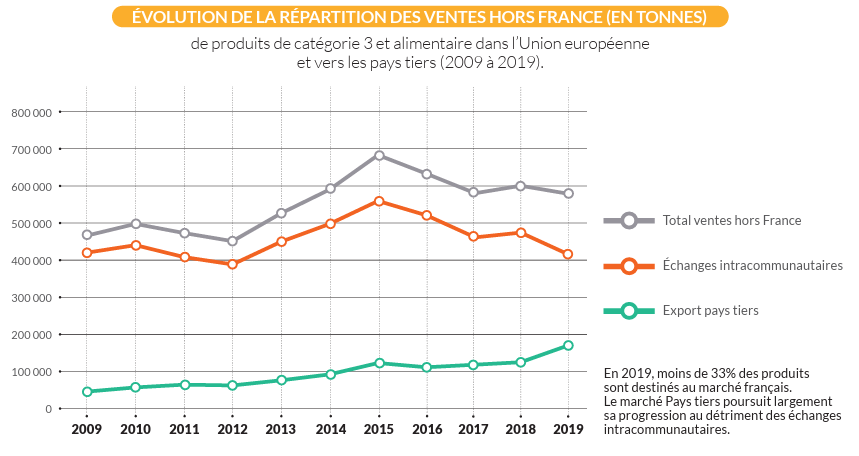 ÉVOLUTION DE LA RÉPARTITION DES VENTES HORS FRANCE (EN TONNES)
de produits de catégorie 3 et alimentaire dans l'Union européenne
et vers les pays tiers (2009 à 2019).
800 000
700 000
600 000
500 000
400 000
300 000
200 000
100 000
0
2009 2010 2011 2012 2013 2014 2015 2016 2017 2018 2019
Total ventes hors France
Échanges intracommunautaires
Export pays tiers
En 2019, moins de 33% des produits
sont destinés au marché français.
Le marché Pays tiers poursuit largement
sa progression au détriment des échanges
intracommunautaires.